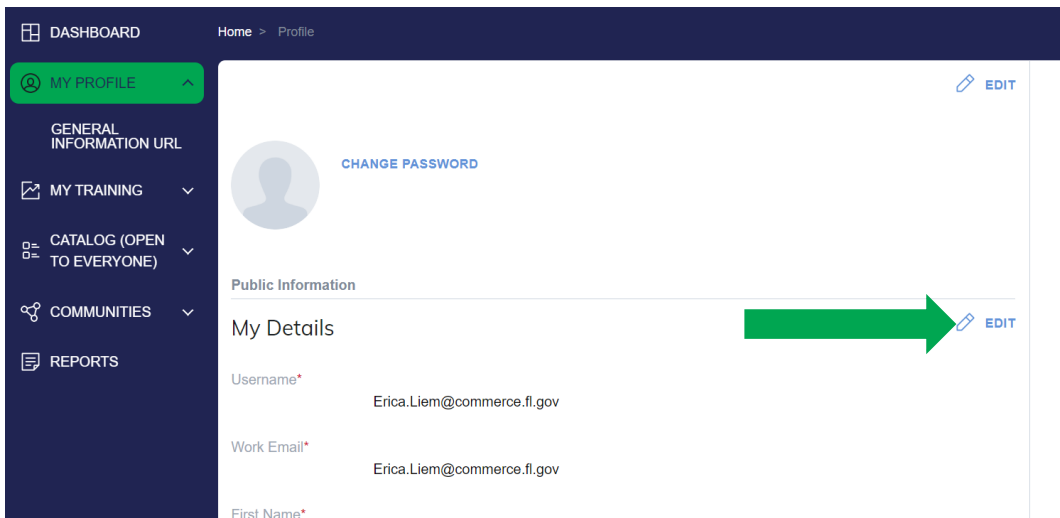 DASHBOARD
Home > Profile
MY PROFILE
EDIT
GENERAL
INFORMATION URL
CHANGE PASSWORD
MY TRAINING
CATALOG (OPEN
TO EVERYONE)
Public Information
COMMUNITIES
My Details
EDIT
REPORTS
Username*
Erica.Liem@commerce.fl.gov
Work Email*
Erica.Liem@commerce.fl.gov
First Name*